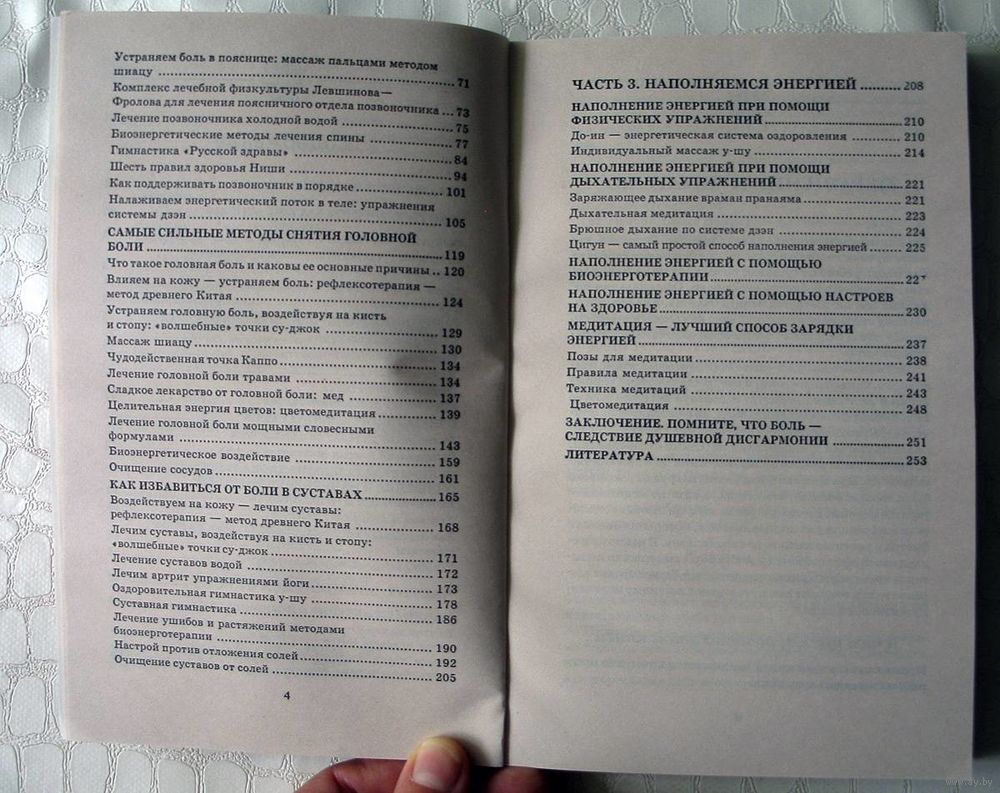 Устраняем боль в пояснице: массаж пальцами методом
шиацу ........ 71
Комплекс лечебной физкультуры Левшинова—
Фролова для лечения поясничного отдела позвоночника ... 73
Лечение позвоночника холодной водой ........ 75
Биоэнергетические методы лечения спины ........ 77
Гимнастика «Русской здравы» ........ 84
Шесть правил здоровья Ниши ........ 94
Как поддерживать позвоночник в порядке ........ 101
Налаживаем энергетический поток в теле: упражнения
системы дзэн ........ 105
САМЫЕ СИЛЬНЫЕ МЕТОДЫ СНЯТИЯ ГОЛОВНОЙ
БОЛИ ........ 119
Что такое головная боль и каковы ее основные причины .. 120
Влияем на кожу — устраняем боль: рефлексотерапия —
метод древнего Китая ........ 124
Устраняем головную боль, воздействуя на кисть
и стопу: «волшебные» точки су-джок ........ 129
Массаж шиацу ........ 130
Чудодейственная точка Каппо ........ 134
Лечение головной боли травами ........ 134
Сладкое лекарство от головной боли: мед ........ 137
Целительная энергия цветов: цветомедитация ........ 139
Лечение головной боли мощными словесными
формулами ........ 143
Биоэнергетическое воздействие ........ 159
Очищение сосудов ........ 161
КАК ИЗБАВИТЬСЯ ОТ БОЛИ В СУСТАВАХ ........ 165
Воздействуем на кожу — лечим суставы:
рефлексотерапия — метод древнего Китая ........ 168
Лечим суставы, воздействуя на кисть и стопу:
«волшебные» точки су-джок ........ 171
Лечение суставов водой ........ 172
Лечим артрит упражнениями йоги ........ 173
Оздоровительная гимнастика у-шу ........ 178
Суставная гимнастика ........ 186
Лечение ушибов и растяжений методами
биоэнерготерапии ........ 190
Настрой против отложения солей ........ 192
Очищение суставов от солей ........ 205
4
ЧАСТЬ 3. НАПОЛНЯЕМСЯ ЭНЕРГИЕЙ ........ 208
НАПОЛНЕНИЕ ЭНЕРГИЕЙ ПРИ ПОМОЩИ
ФИЗИЧЕСКИХ УПРАЖНЕНИЙ ........ 210
До-ин — энергетическая система оздоровления ........ 210
Индивидуальный массаж у-шу ........ 214
НАПОЛНЕНИЕ ЭНЕРГИЕЙ ПРИ ПОМОЩИ
ДЫХАТЕЛЬНЫХ УПРАЖНЕНИЙ ........ 221
Заряжающее дыхание враман пранаяма ........ 221
Дыхательная медитация ........ 223
Брюшное дыхание по системе дзэн ........ 224
Цигун — самый простой способ наполнения энергией ........ 225
НАПОЛНЕНИЕ ЭНЕРГИЕЙ С ПОМОЩЬЮ
БИОЭНЕРГОТЕРАПИИ ........
НАПОЛНЕНИЕ ЭНЕРГИЕЙ С ПОМОЩЬЮ НАСТРОЕВ
НА ЗДОРОВЬЕ ........ 230
МЕДИТАЦИЯ — ЛУЧШИЙ СПОСОБ ЗАРЯДКИ
ЭНЕРГИЕЙ ........ 237
Позы для медитации ........ 238
Правила медитации ........ 241
Техника медитаций ........ 243
Цветомедитация ........ 248
ЗАКЛЮЧЕНИЕ. ПОМНИТЕ, ЧТО БОЛЬ —
СЛЕДСТВИЕ ДУШЕВНОЙ ДИСГАРМОНИИ ........ 251
ЛИТЕРАТУРА ........ 253